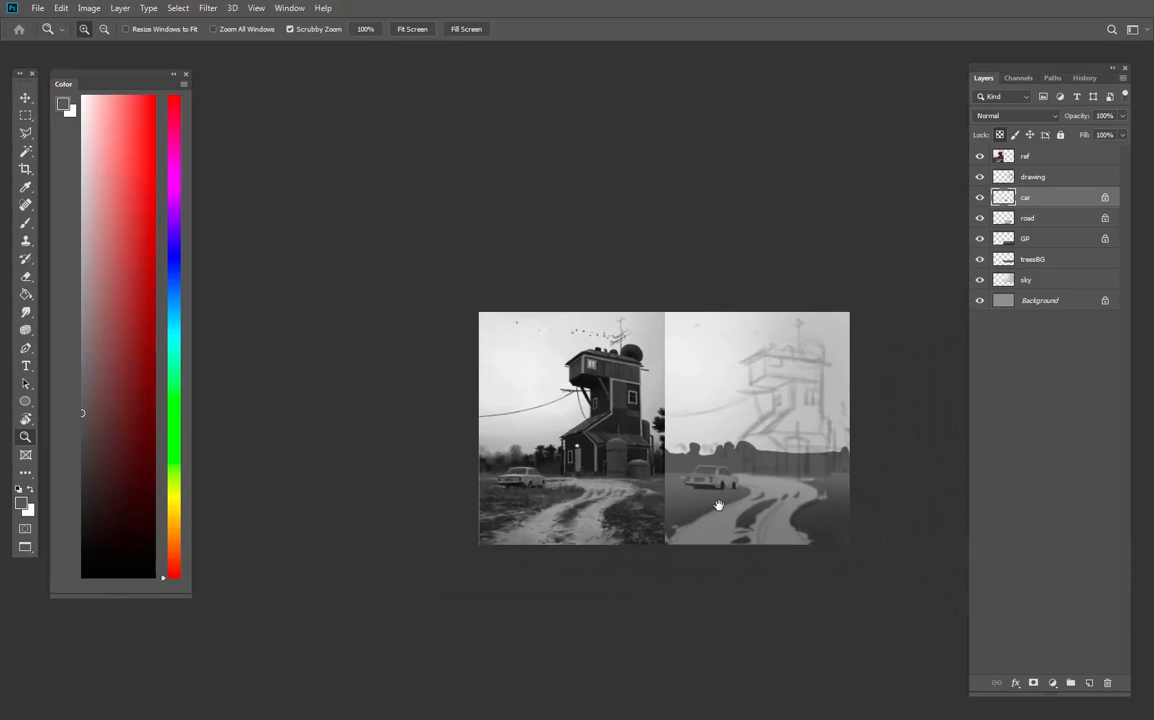 Ps File Edit Image Layer Type Select Filter 3D View Window Help
Resize Windows to Fit Zoom All Windows Scrubby Zoom 100% Fit Screen Fill Screen
Color
Layers Channels Paths History
Kind
Normal Opacity: 100%
Lock: Fill: 100%
ref
drawing
car
road
GP
treesBG
sky
Background